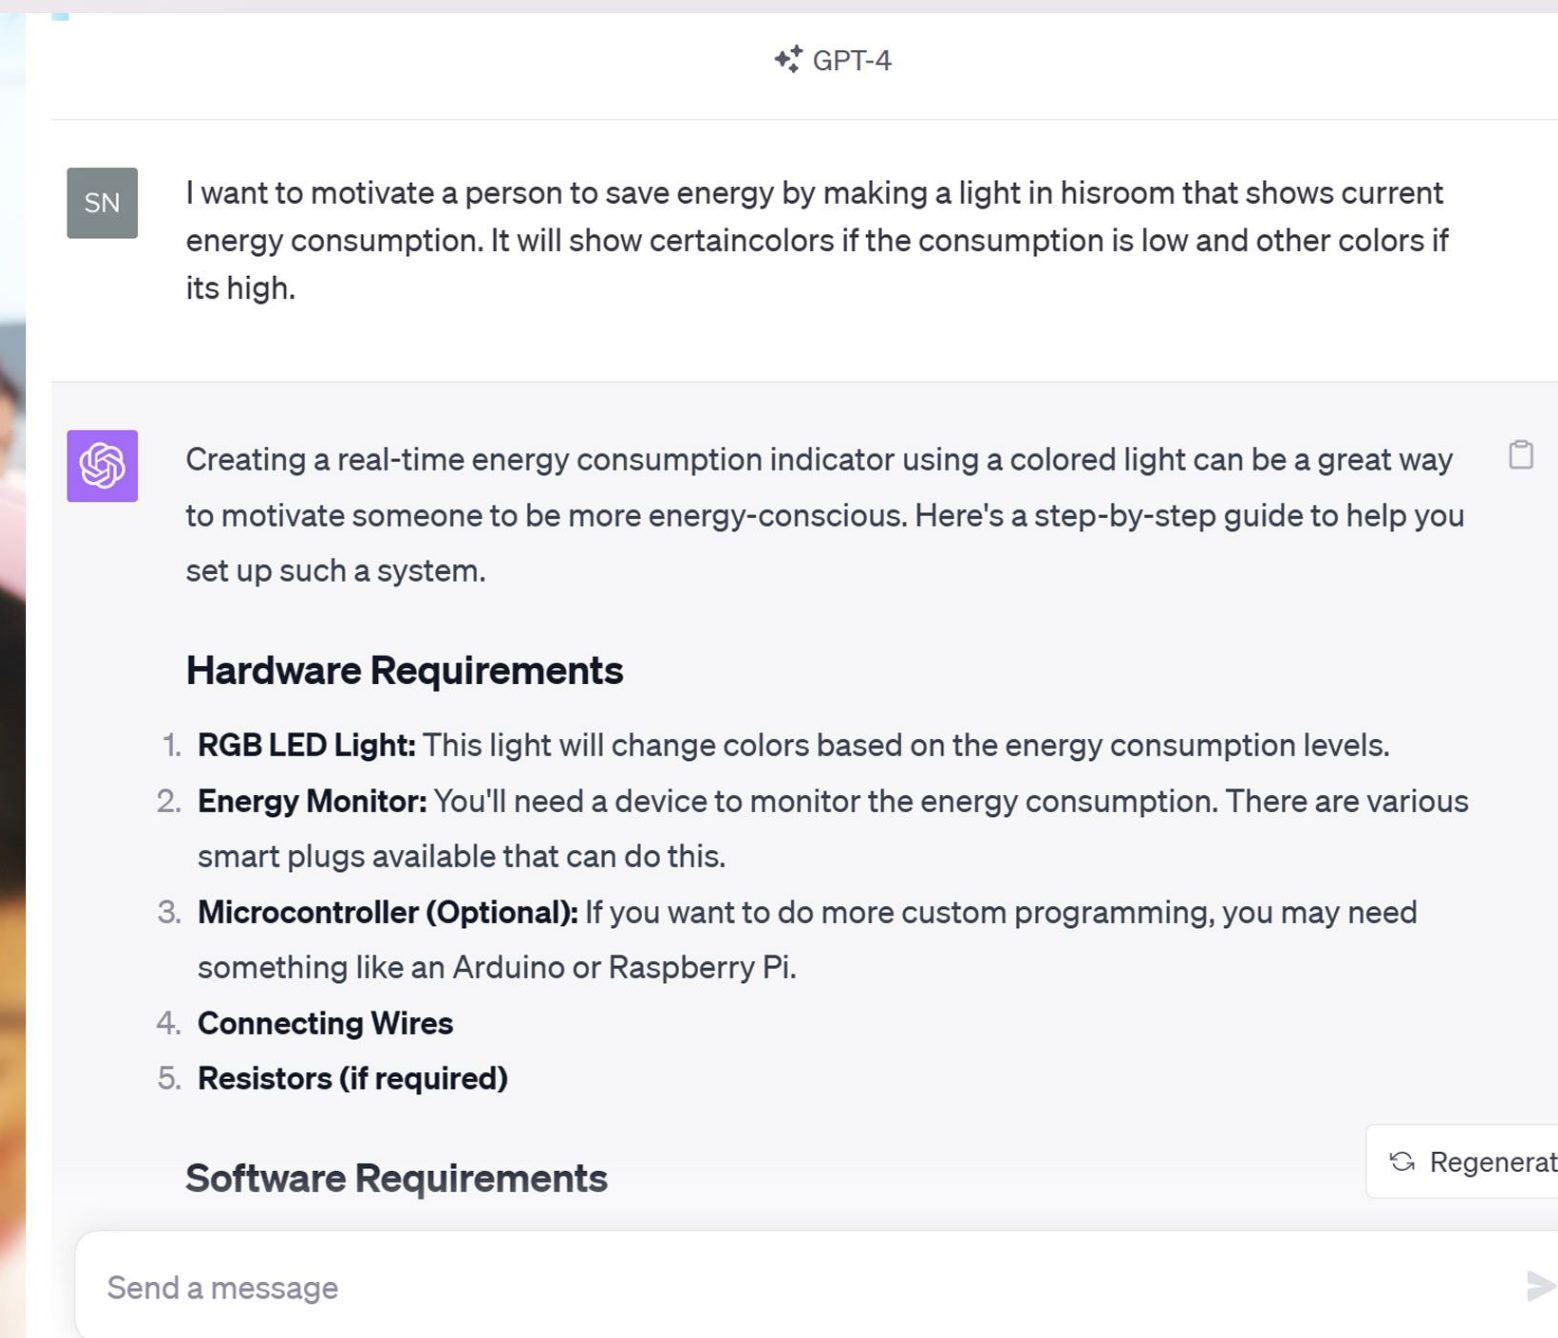 GPT-4
SN
I want to motivate a person to save energy by making a light in hisroom that shows current
energy consumption. It will show certaincolors if the consumption is low and other colors if
its high.
Creating a real-time energy consumption indicator using a colored light can be a great way
to motivate someone to be more energy-conscious. Here's a step-by-step guide to help you
set up such a system.
Hardware Requirements
1. RGB LED Light: This light will change colors based on the energy consumption levels.
2. Energy Monitor: You'll need a device to monitor the energy consumption. There are various
smart plugs available that can do this.
3. Microcontroller (Optional): If you want to do more custom programming, you may need
something like an Arduino or Raspberry Pi.
4. Connecting Wires
5. Resistors (if required)
Regenerat
Software Requirements
Send a message